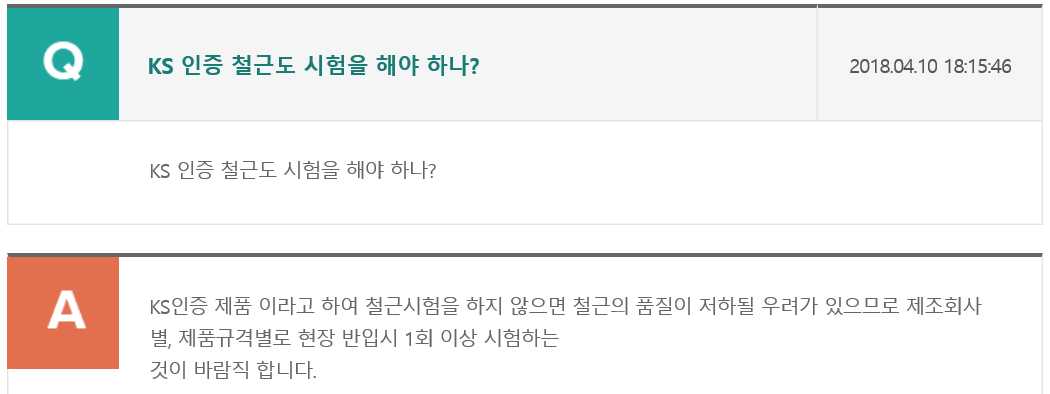 Q
KS 인증 철근도 시험을 해야 하나?
2018.04.10 18:15:46
KS 인증 철근도 시험을 해야 하나?
A
KS인증 제품 이라고 하여 철근시험을 하지 않으면 철근의 품질이 저하될 우려가 있으므로 제조회사
별, 제품규격별로 현장 반입시 1회 이상 시험하는
것이 바람직 합니다.